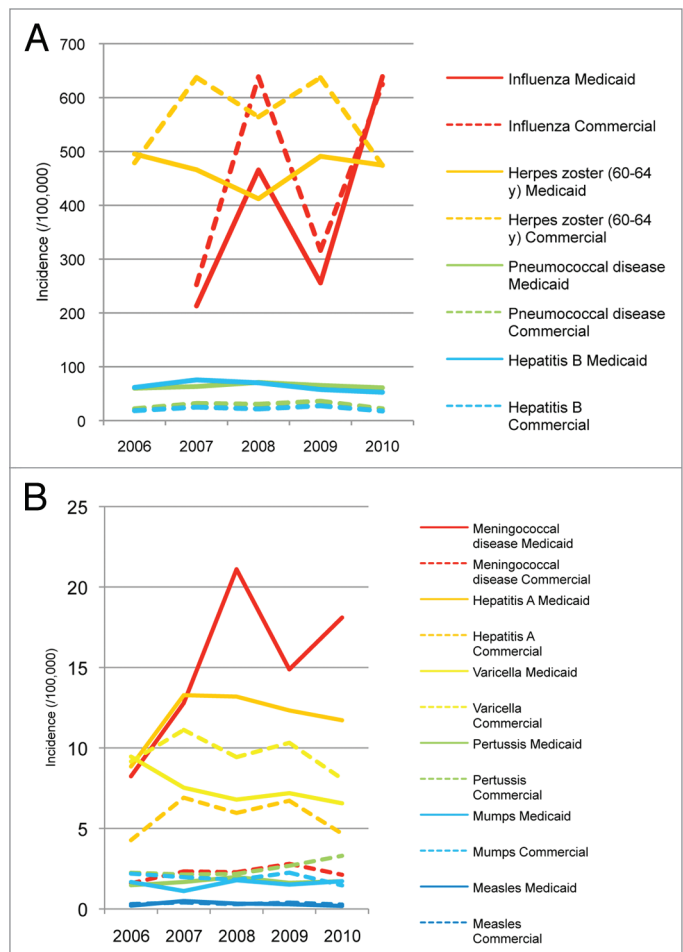 A
700
600
500
400
300
200
100
0
Incidence (/100,000)
2006 2007 2008 2009 2010
Influenza Medicaid
Influenza Commercial
Herpes zoster (60-64
y) Medicaid
Herpes zoster (60-64
y) Commercial
Pneumococcal disease
Medicaid
Pneumococcal disease
Commercial
Hepatitis B Medicaid
Hepatitis B
Commercial
B
25
20
15
10
5
0
Incidence (/100,000)
2006 2007 2008 2009 2010
Meningococcal
disease Medicaid
Meningococcal
disease Commercial
Hepatitis A Medicaid
Hepatitis A
Commercial
Varicella Medicaid
Varicella
Commercial
Pertussis Medicaid
Pertussis
Commercial
Mumps Medicaid
Mumps Commercial
Measles Medicaid
Measles
Commercial